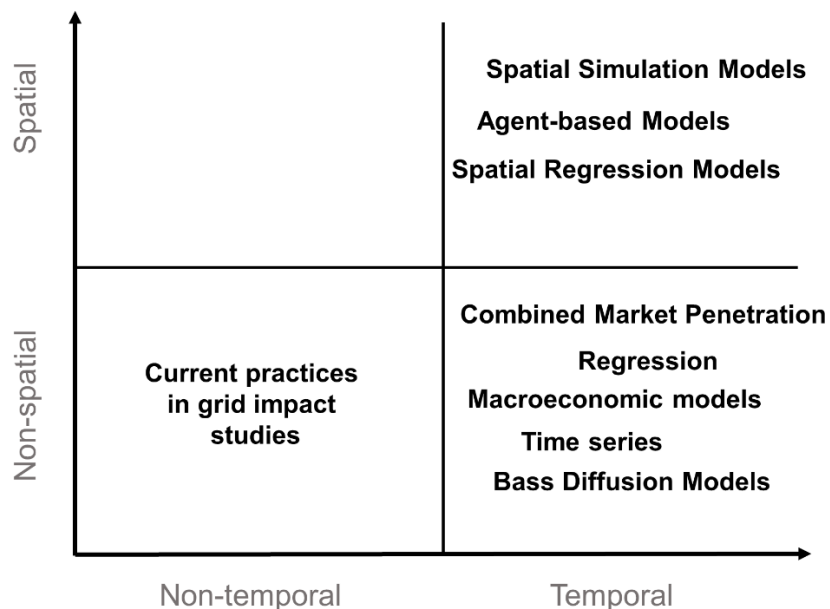 Spatial
Spatial Simulation Models
Agent-based Models
Spatial Regression Models
Non-spatial
Current practices
in grid impact
studies
Combined Market Penetration
Regression
Macroeconomic models
Time series
Bass Diffusion Models
Non-temporal
Temporal